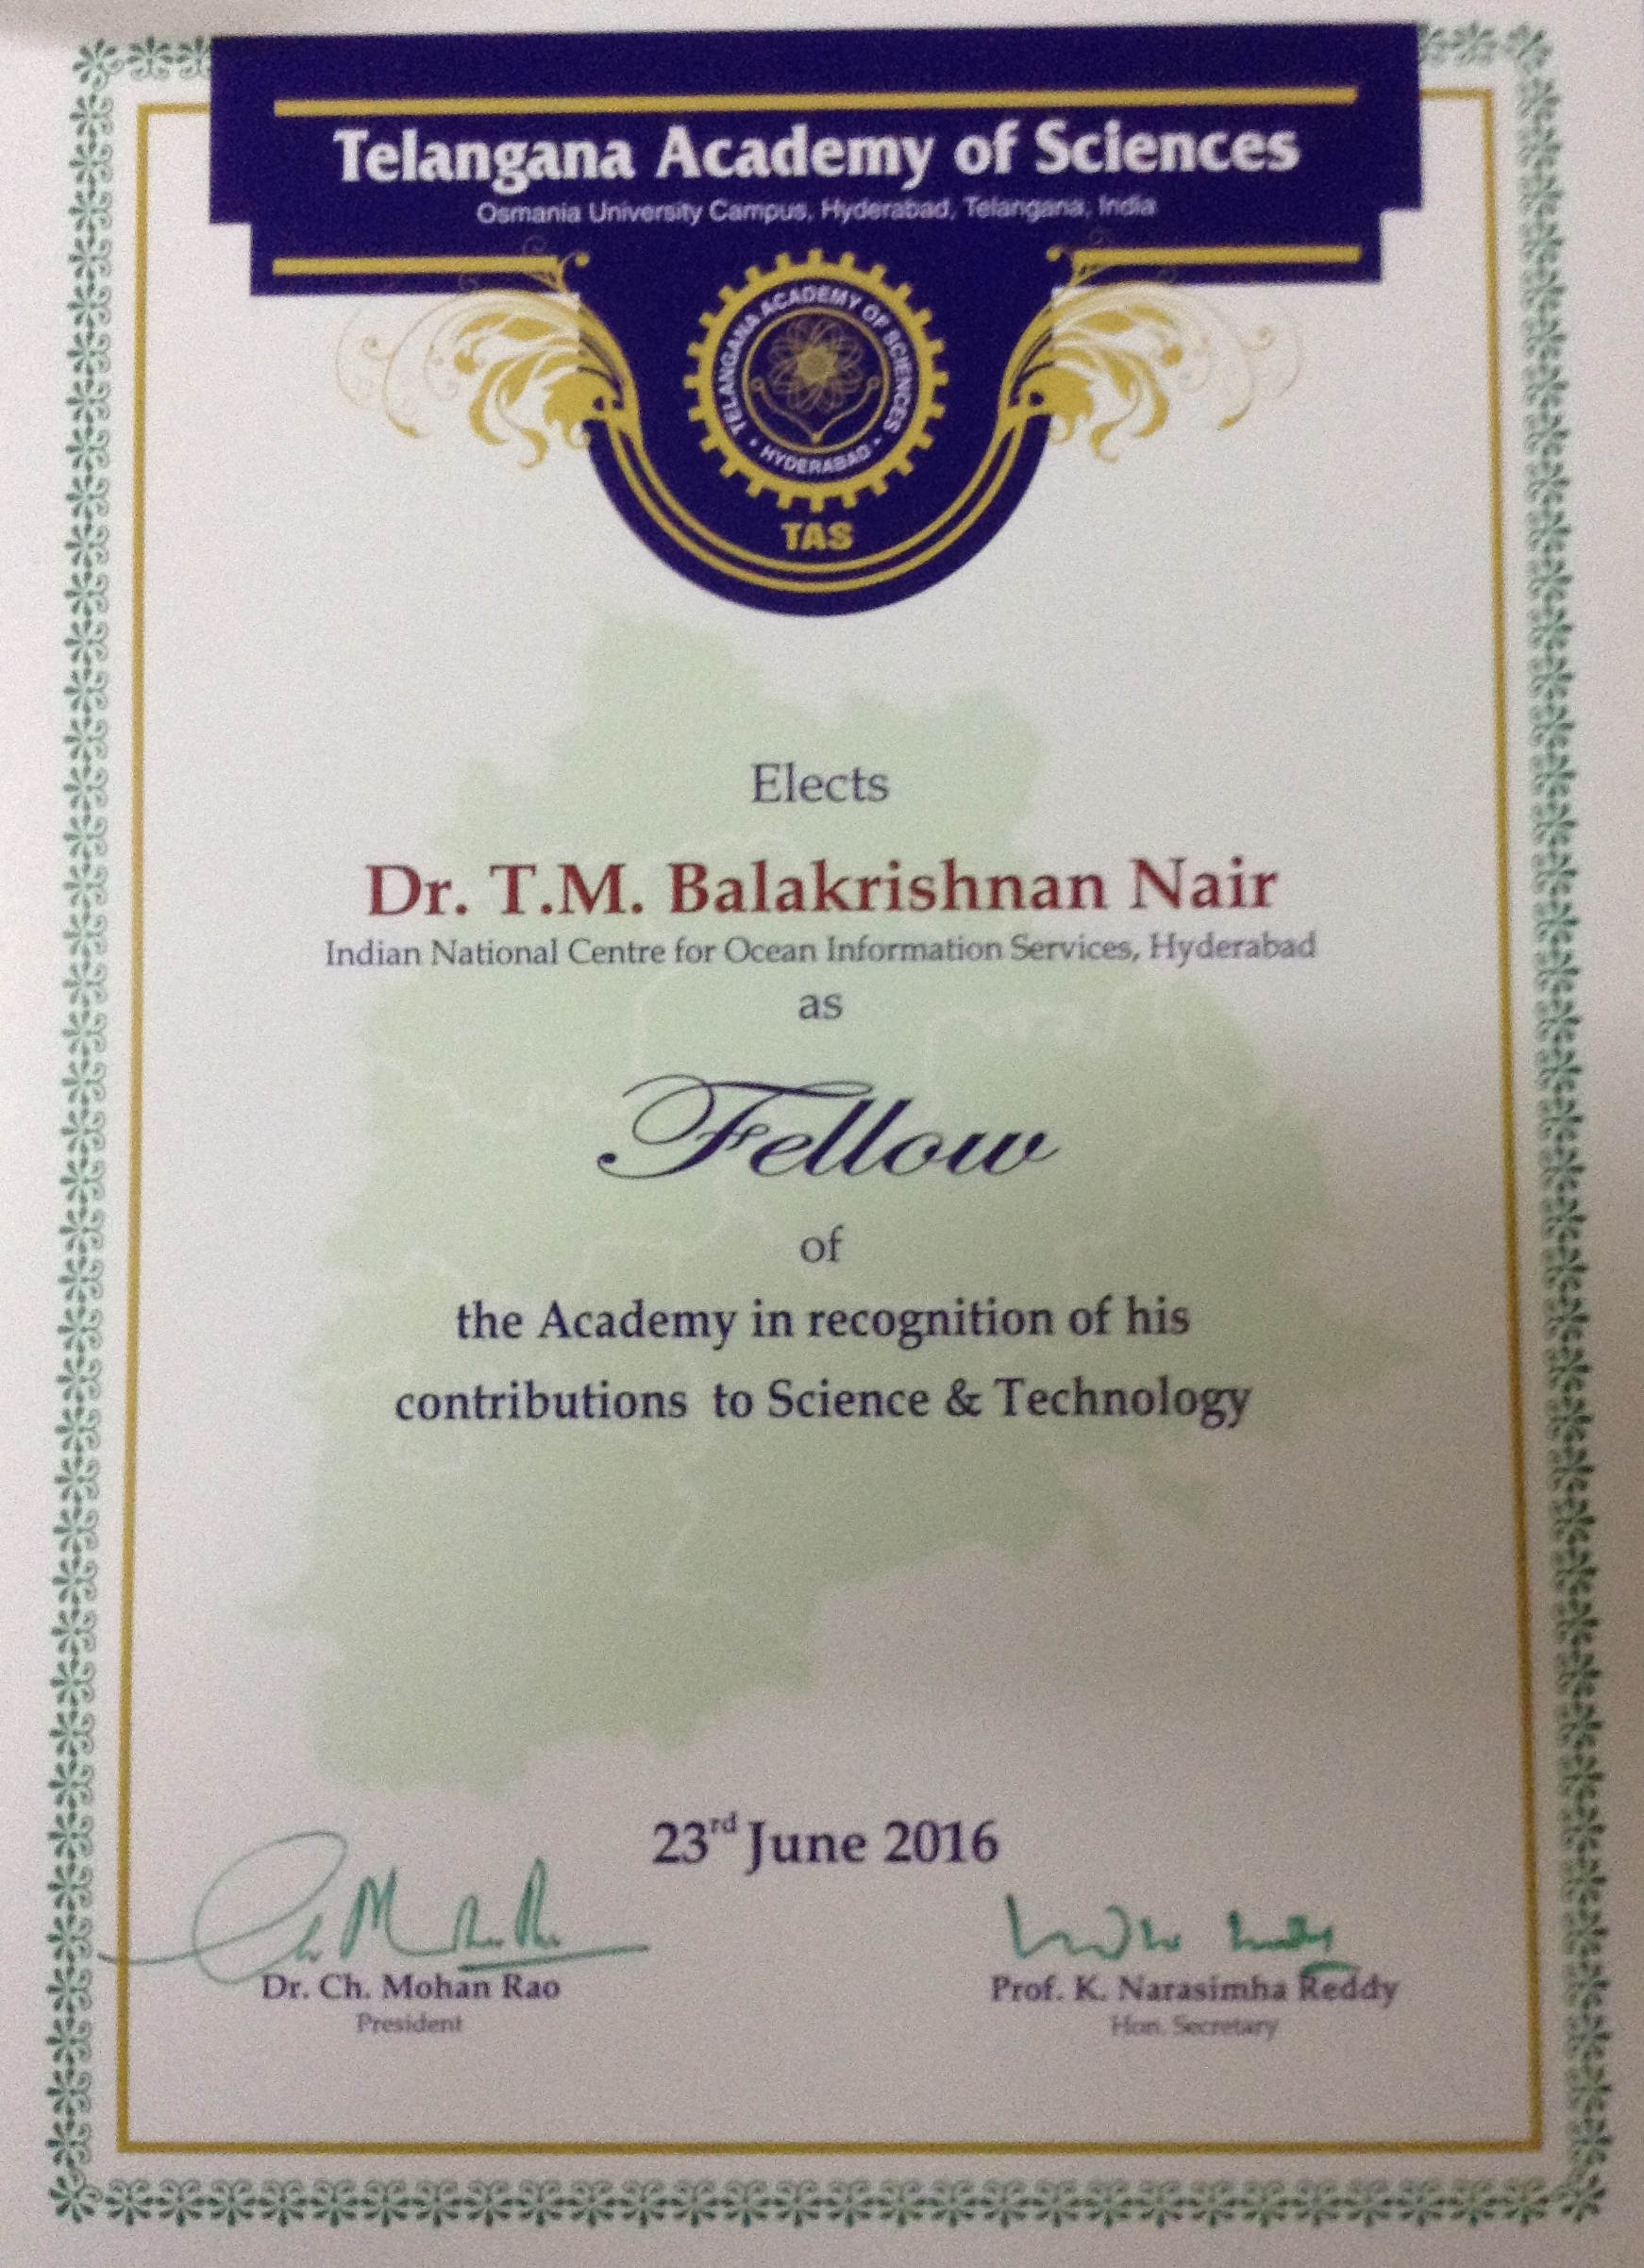 Telangana Academy of Sciences
Osmania University Campus, Hyderabad, Telangana, India
TELANGANA ACADEMY OF SCIENCES
• HYDERABAD •
TAS
Elects
Dr. T.M. Balakrishnan Nair
Indian National Centre for Ocean Information Services, Hyderabad
as
Fellow
of
the Academy in recognition of his
contributions to Science & Technology
23rd June 2016
Dr. Ch. Mohan Rao
President
Prof. K. Narasimha Reddy
Hon. Secretary